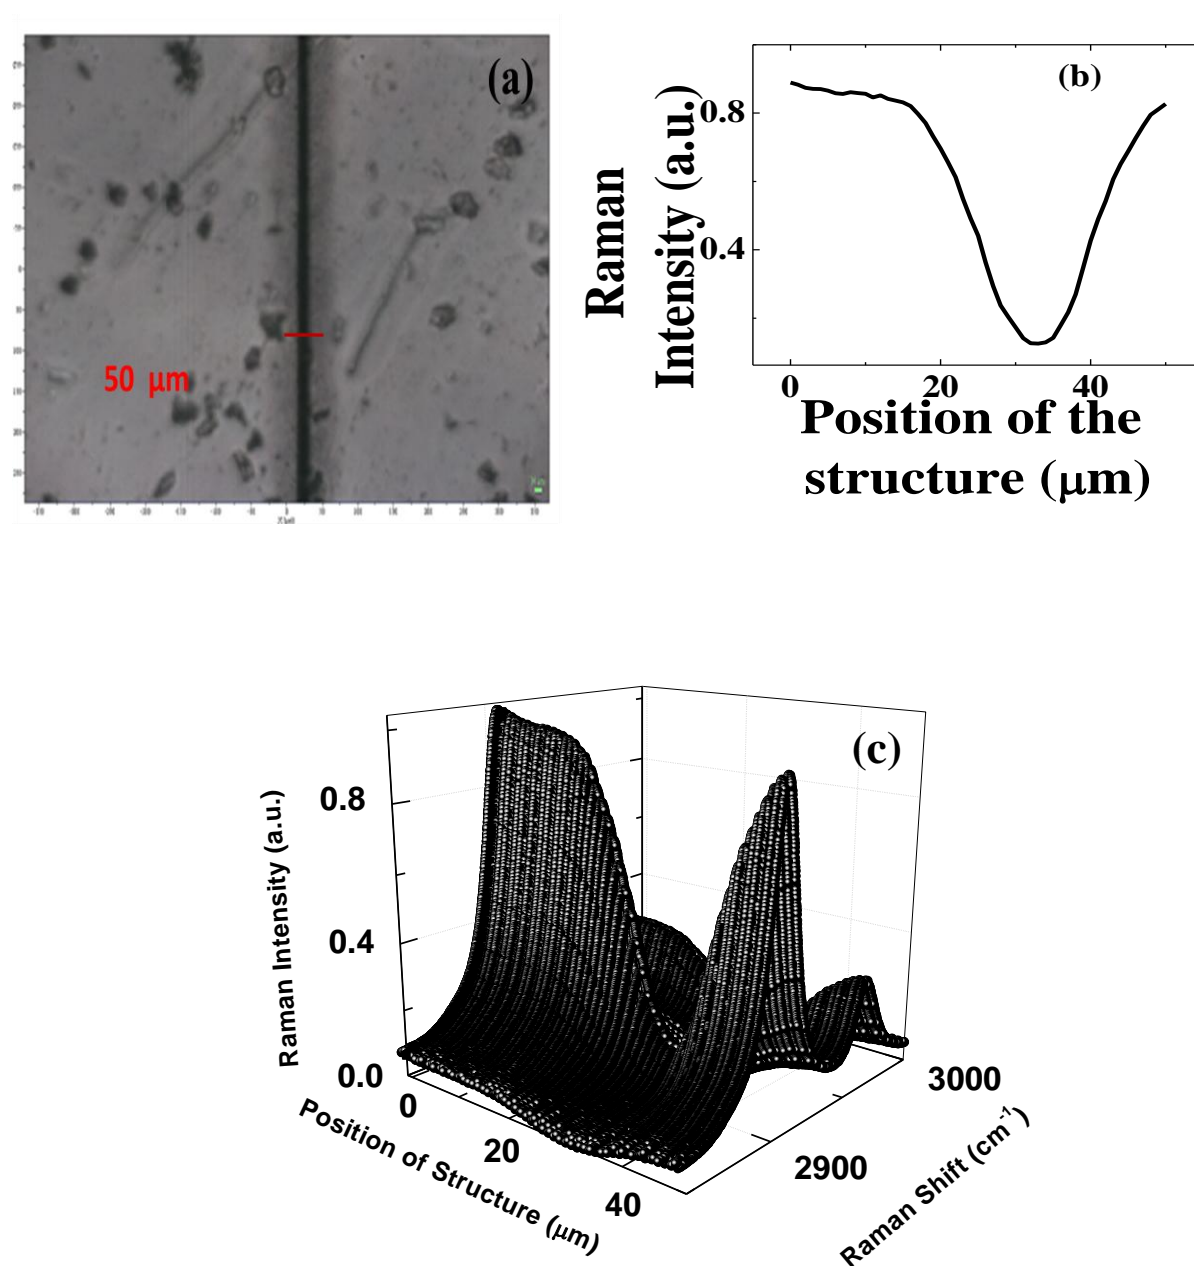 (a)
50 μm
(b)
Raman
Intensity (a.u.)
0.8
0.4
0
20
40
Position of the
structure (μm)
(c)
Raman Intensity (a.u.)
0.8
0.4
0.0
0
20
40
Position of Structure (μm)
2900
3000
Raman Shift (cm⁻¹)